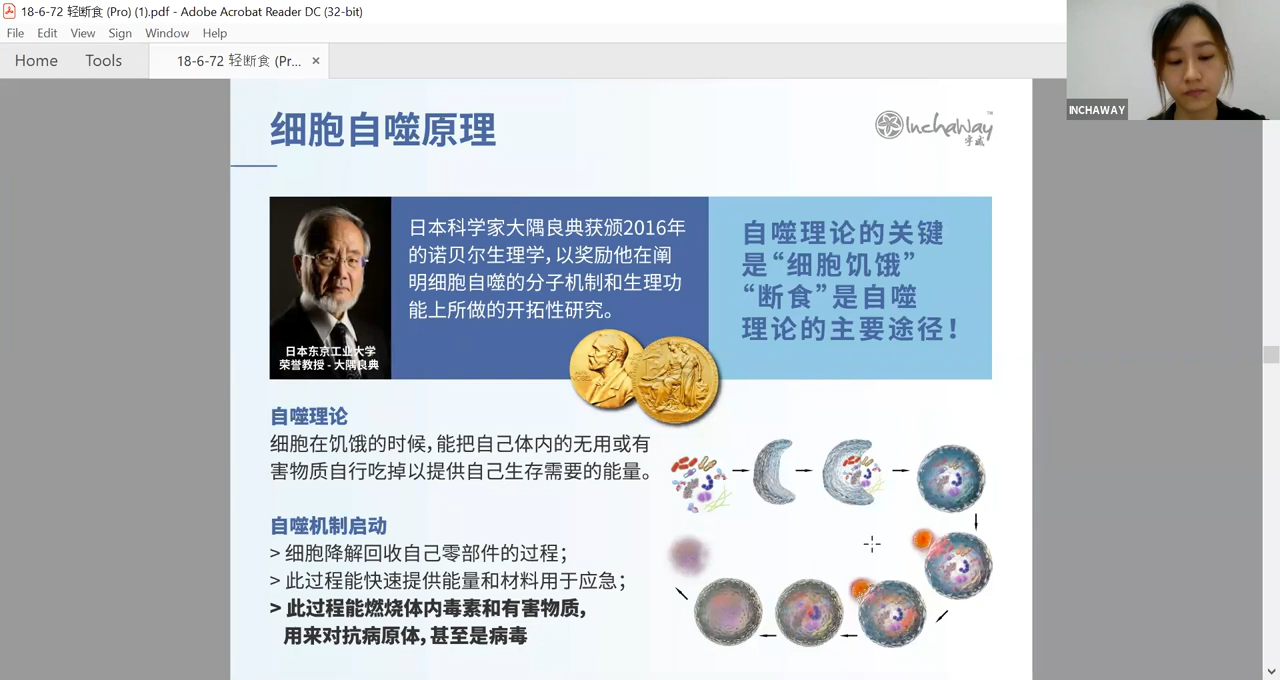 18-6-72 轻断食 (Pro) (1).pdf - Adobe Acrobat Reader DC (32-bit)
File Edit View Sign Window Help
Home Tools 18-6-72 轻断食 (Pr... ×
INCHAWAY
细胞自噬原理
InchaWay™
宇威
日本科学家大隅良典获颁2016年
的诺贝尔生理学，以奖励他在阐
明细胞自噬的分子机制和生理功
能上所做的开拓性研究。
日本东京工业大学
荣誉教授 - 大隅良典
自噬理论的关键
是“细胞饥饿”
“断食”是自噬
理论的主要途径！
自噬理论
细胞在饥饿的时候，能把自己体内的无用或有
害物质自行吃掉以提供自己生存需要的能量。
自噬机制启动
> 细胞降解回收自己零部件的过程；
> 此过程能快速提供能量和材料用于应急；
> 此过程能燃烧体内毒素和有害物质，
用来对抗病原体，甚至是病毒